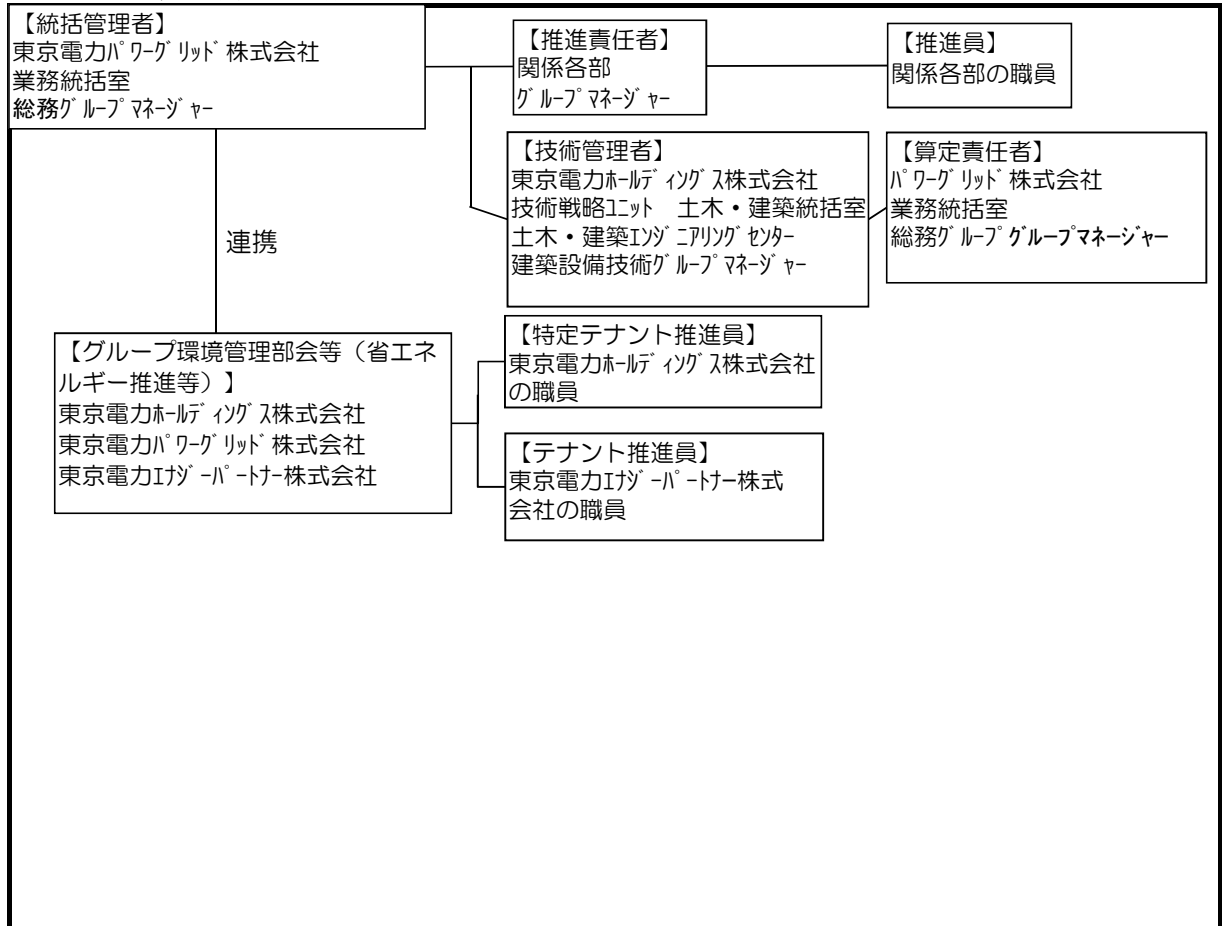 【統括管理者】
東京電力ﾊﾟﾜｰｸﾞﾘｯﾄﾞ株式会社
業務統括室
総務ｸﾞﾙｰﾌﾟﾏﾈｰｼﾞｬｰ
【推進責任者】
関係各部
ｸﾞﾙｰﾌﾟﾏﾈｰｼﾞｬｰ
【推進員】
関係各部の職員
【技術管理者】
東京電力ﾎｰﾙﾃﾞｨﾝｸﾞｽ株式会社
技術戦略ﾕﾆｯﾄ　土木・建築統括室
土木・建築ｴﾝｼﾞﾆｱﾘﾝｸﾞｾﾝﾀｰ
建築設備技術ｸﾞﾙｰﾌﾟﾏﾈｰｼﾞｬｰ
【算定責任者】
ﾊﾟﾜｰｸﾞﾘｯﾄﾞ株式会社
業務統括室
総務ｸﾞﾙｰﾌﾟグループマネージャー
連携
【グループ環境管理部会等（省エネ
ルギー推進等）】
東京電力ﾎｰﾙﾃﾞｨﾝｸﾞｽ株式会社
東京電力ﾊﾟﾜｰｸﾞﾘｯﾄﾞ株式会社
東京電力ｴﾅｼﾞｰﾊﾟｰﾄﾅｰ株式会社
【特定テナント推進員】
東京電力ﾎｰﾙﾃﾞｨﾝｸﾞｽ株式会社
の職員
【テナント推進員】
東京電力ｴﾅｼﾞｰﾊﾟｰﾄﾅｰ株式
会社の職員